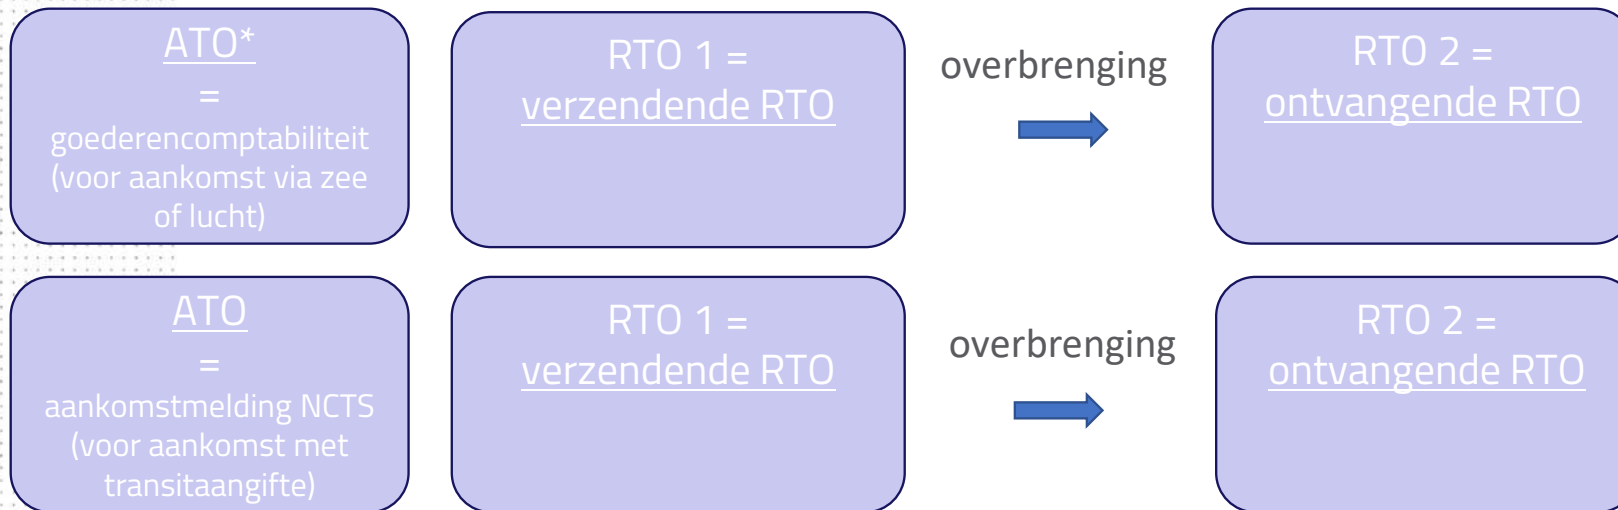 ATO*
=
goederencomptabiliteit
(voor aankomst via zee
of lucht)
RTO 1 =
verzendende RTO
overbrenging
RTO 2 =
ontvangende RTO
ATO
=
aankomstmelding NCTS
(voor aankomst met
transitaangifte)
RTO 1 =
verzendende RTO
overbrenging
RTO 2 =
ontvangende RTO